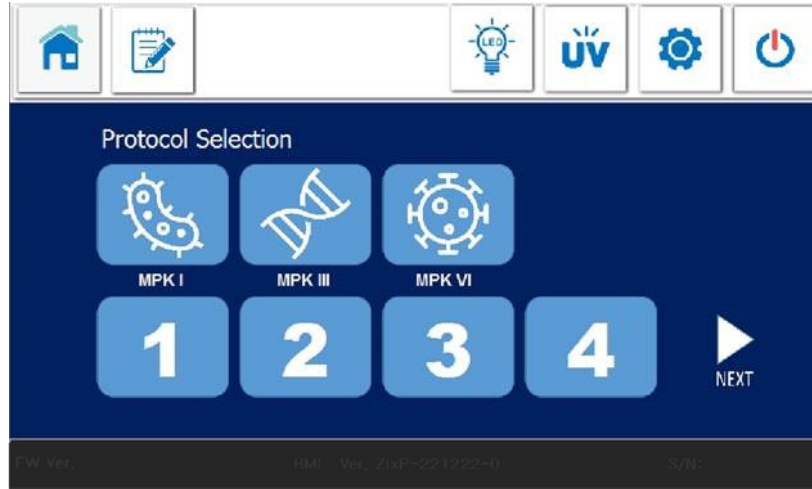 LED
UV
Protocol Selection
MPK I
MPK III
MPK VI
1
2
3
4
NEXT
FW Ver.
HMI Ver. ZixP-221222-0
S/N: